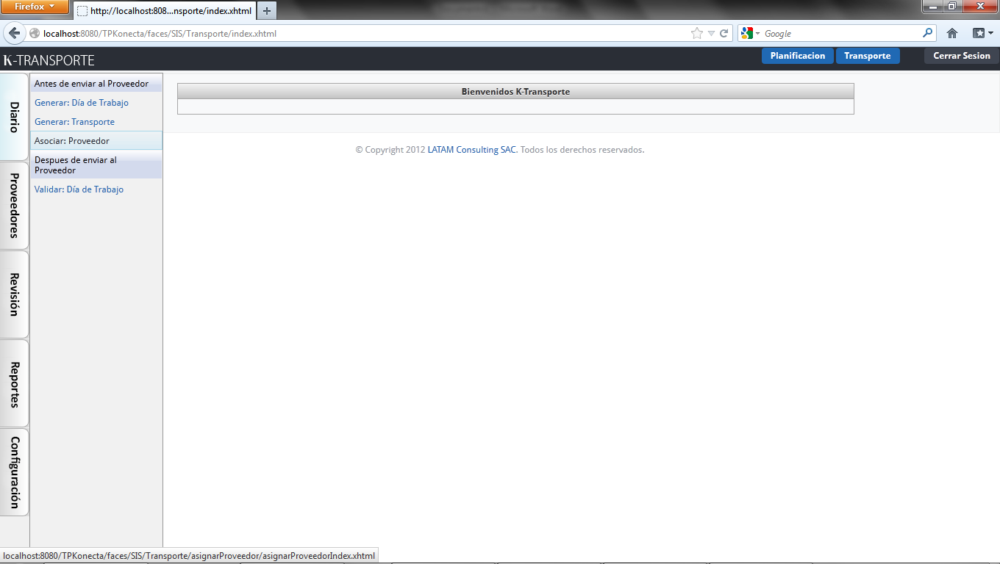 Firefox
http://localhost:808...nsporte/index.xhtml
localhost:8080/TPKonecta/faces/SIS/Transporte/index.xhtml
Google
K-TRANSPORTE
Planificacion
Transporte
Cerrar Sesion
Diario
Proveedores
Revisión
Reportes
Configuración
Antes de enviar al Proveedor
Generar: Día de Trabajo
Generar: Transporte
Asociar: Proveedor
Despues de enviar al
Proveedor
Validar: Día de Trabajo
Bienvenidos K-Transporte
© Copyright 2012 LATAM Consulting SAC. Todos los derechos reservados.
localhost:8080/TPKonecta/faces/SIS/Transporte/asignarProveedor/asignarProveedorIndex.xhtml